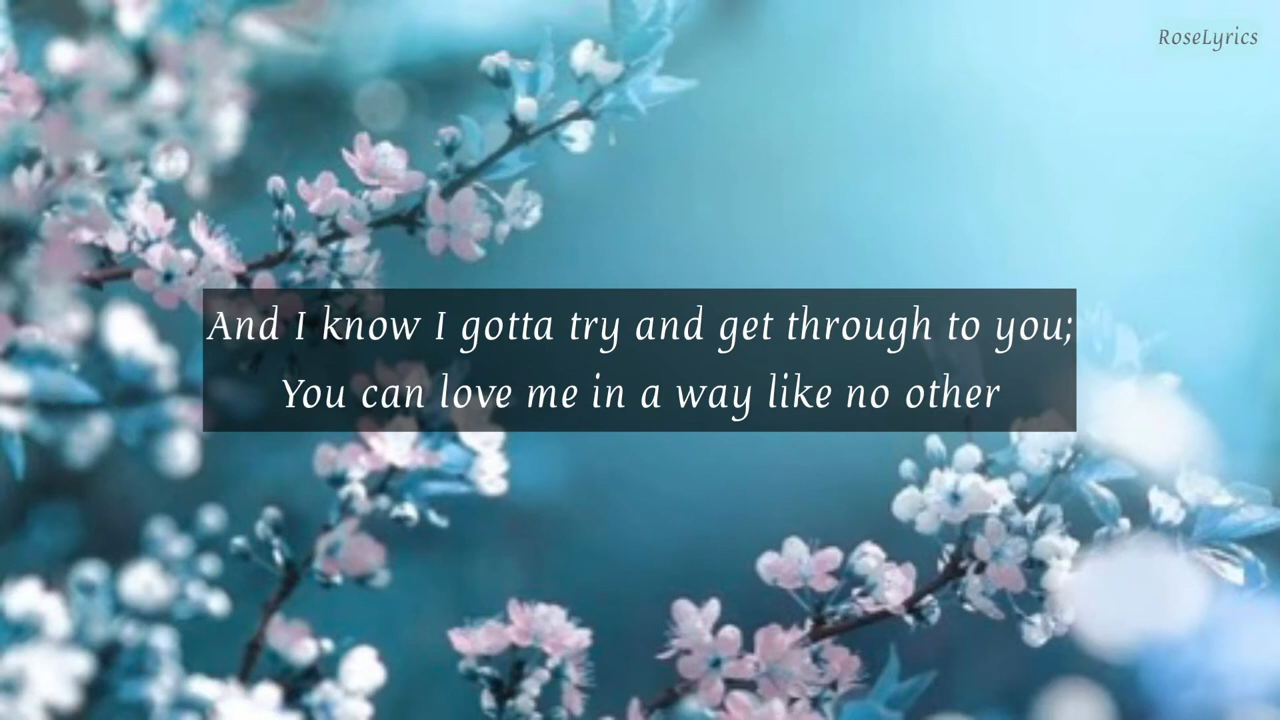 RoseLyrics
And I know I gotta try and get through to you;
You can love me in a way like no other